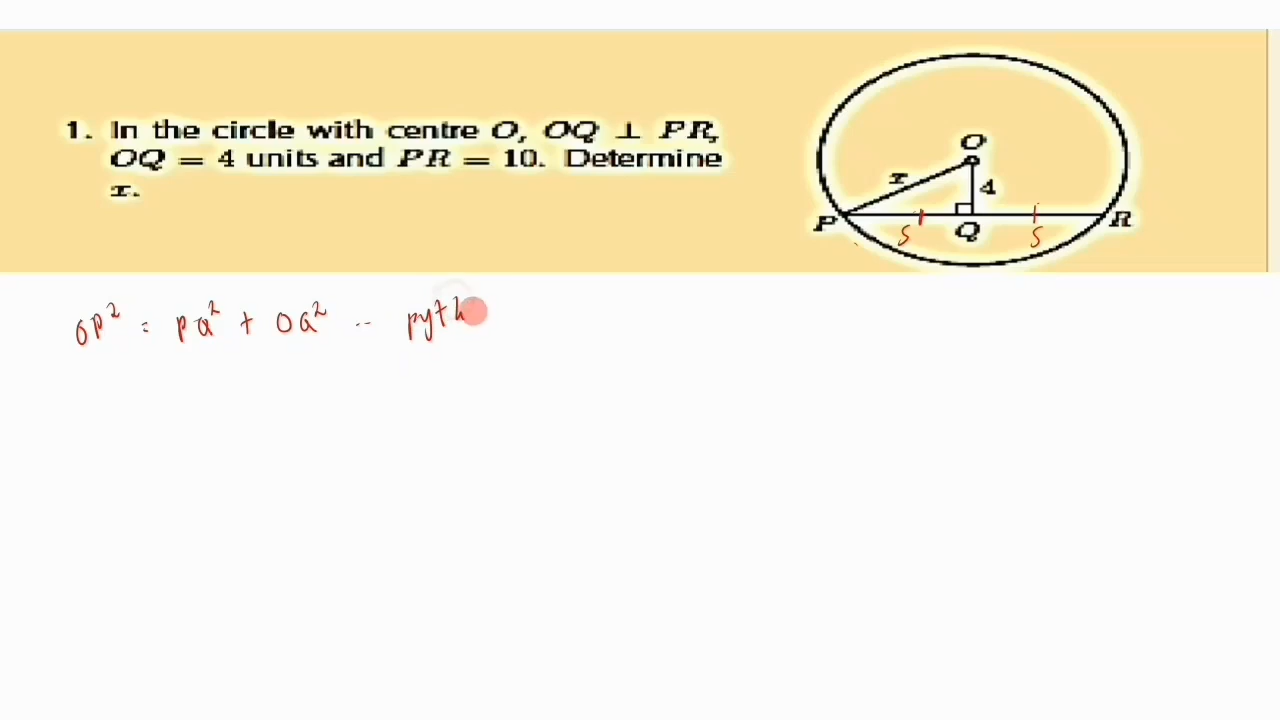 1. In the circle with centre O, OQ ⊥ PR,
OQ = 4 units and PR = 10. Determine
x.
O
x
4
P
Q
R
5
5
OP² = PQ² + OQ² -- pyth